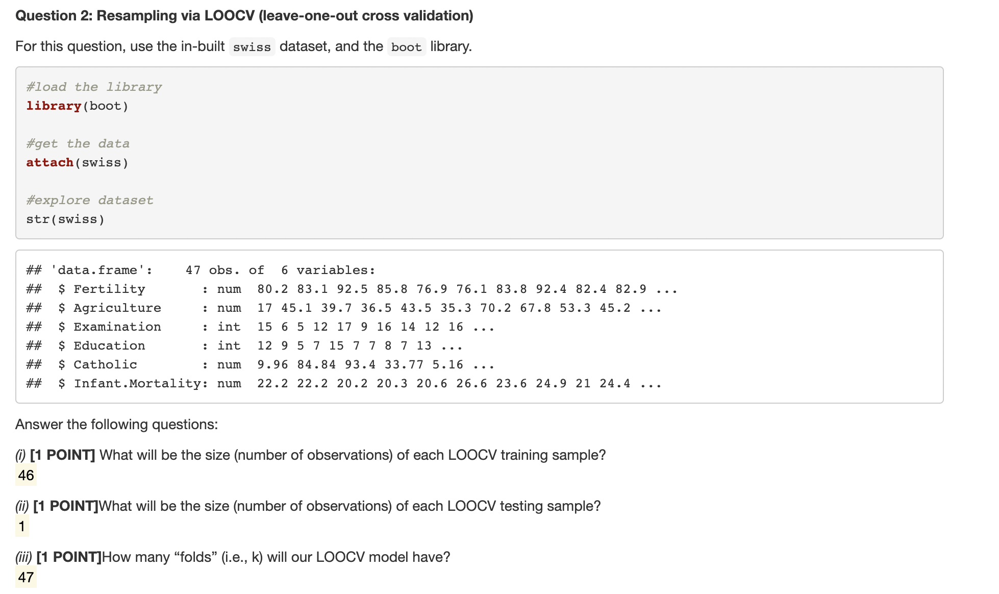 Question 2: Resampling via LOOCV (leave-one-out cross validation)
For this question, use the in-built swiss dataset, and the boot library.
#load the library
library(boot)
#get the data
attach(swiss)
#explore dataset
str(swiss)
## 'data.frame':    47 obs. of  6 variables:
##  $ Fertility       : num  80.2 83.1 92.5 85.8 76.9 76.1 83.8 92.4 82.4 82.9 ...
##  $ Agriculture     : num  17 45.1 39.7 36.5 43.5 35.3 70.2 67.8 53.3 45.2 ...
##  $ Examination     : int  15 6 5 12 17 9 16 14 12 16 ...
##  $ Education       : int  12 9 5 7 15 7 7 8 7 13 ...
##  $ Catholic        : num  9.96 84.84 93.4 33.77 5.16 ...
##  $ Infant.Mortality: num  22.2 22.2 20.2 20.3 20.6 26.6 23.6 24.9 21 24.4 ...
Answer the following questions:
(i) [1 POINT] What will be the size (number of observations) of each LOOCV training sample?
46
(ii) [1 POINT]What will be the size (number of observations) of each LOOCV testing sample?
1
(iii) [1 POINT]How many “folds” (i.e., k) will our LOOCV model have?
47